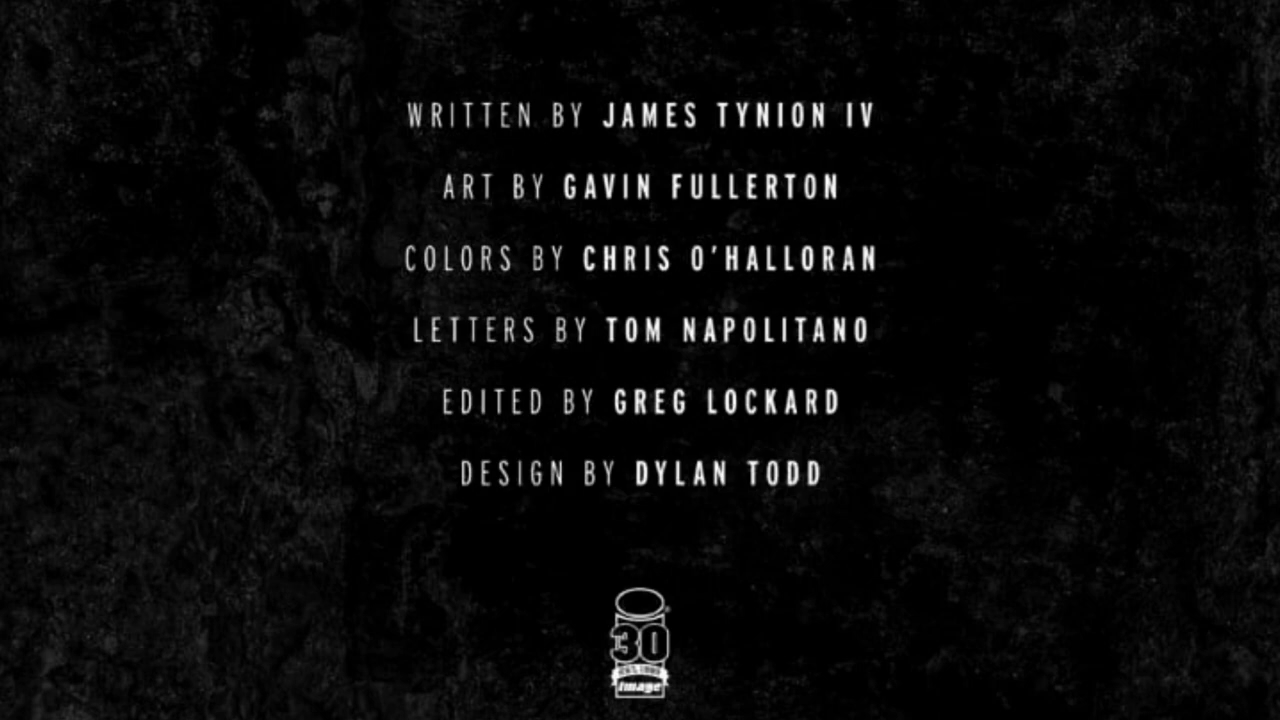 WRITTEN BY JAMES TYNION IV
ART BY GAVIN FULLERTON
COLORS BY CHRIS O'HALLORAN
LETTERS BY TOM NAPOLITANO
EDITED BY GREG LOCKARD
DESIGN BY DYLAN TODD
30
image